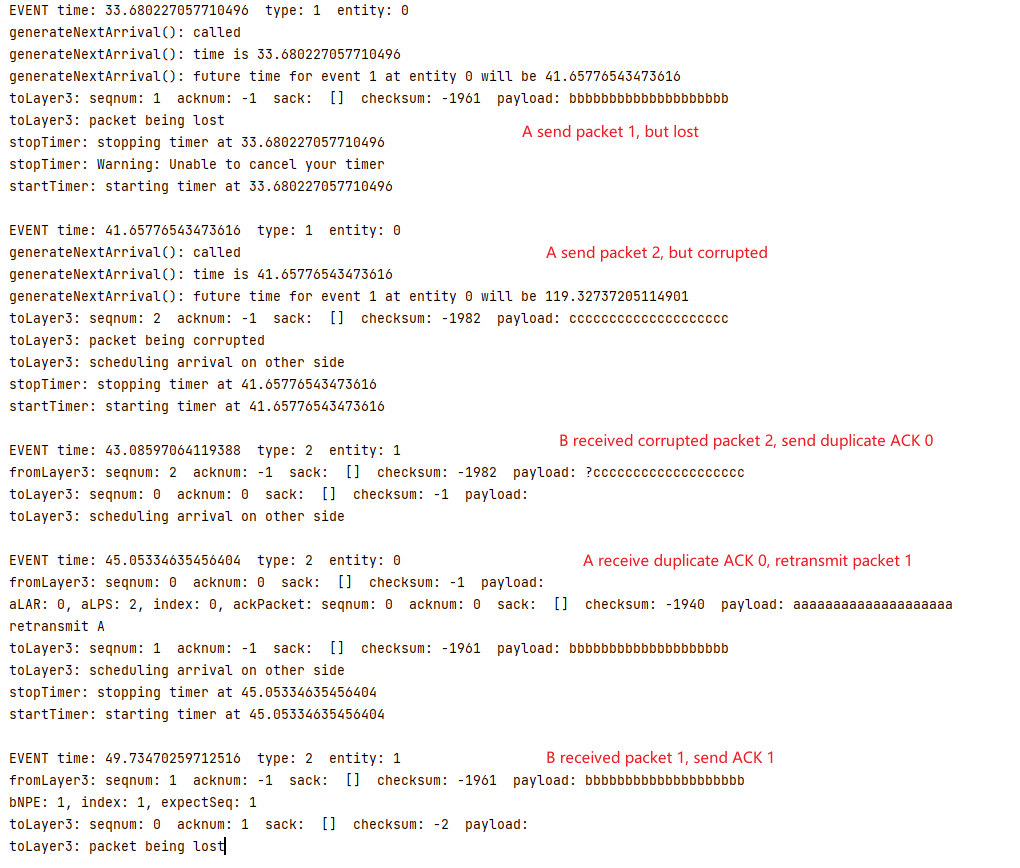 EVENT time: 33.680227057710496  type: 1  entity: 0
generateNextArrival(): called
generateNextArrival(): time is 33.680227057710496
generateNextArrival(): future time for event 1 at entity 0 will be 41.65776543473616
toLayer3: seqnum: 1  acknum: -1  sack:  []  checksum: -1961  payload: bbbbbbbbbbbbbbbbbbbb
toLayer3: packet being lost
A send packet 1, but lost
stopTimer: stopping timer at 33.680227057710496
stopTimer: Warning: Unable to cancel your timer
startTimer: starting timer at 33.680227057710496
EVENT time: 41.65776543473616  type: 1  entity: 0
generateNextArrival(): called
A send packet 2, but corrupted
generateNextArrival(): time is 41.65776543473616
generateNextArrival(): future time for event 1 at entity 0 will be 119.32737205114901
toLayer3: seqnum: 2  acknum: -1  sack:  []  checksum: -1982  payload: cccccccccccccccccccc
toLayer3: packet being corrupted
toLayer3: scheduling arrival on other side
stopTimer: stopping timer at 41.65776543473616
startTimer: starting timer at 41.65776543473616
B received corrupted packet 2, send duplicate ACK 0
EVENT time: 43.08597064119388  type: 2  entity: 1
fromLayer3: seqnum: 2  acknum: -1  sack:  []  checksum: -1982  payload: ?ccccccccccccccccccc
toLayer3: seqnum: 0  acknum: 0  sack:  []  checksum: -1  payload:
toLayer3: scheduling arrival on other side
EVENT time: 45.05334635456404  type: 2  entity: 0
A receive duplicate ACK 0, retransmit packet 1
fromLayer3: seqnum: 0  acknum: 0  sack:  []  checksum: -1  payload:
aLAR: 0, aLPS: 2, index: 0, ackPacket: seqnum: 0  acknum: 0  sack:  []  checksum: -1940  payload: aaaaaaaaaaaaaaaaaaaa
retransmit A
toLayer3: seqnum: 1  acknum: -1  sack:  []  checksum: -1961  payload: bbbbbbbbbbbbbbbbbbbb
toLayer3: scheduling arrival on other side
stopTimer: stopping timer at 45.05334635456404
startTimer: starting timer at 45.05334635456404
EVENT time: 49.73470259712516  type: 2  entity: 1
B received packet 1, send ACK 1
fromLayer3: seqnum: 1  acknum: -1  sack:  []  checksum: -1961  payload: bbbbbbbbbbbbbbbbbbbb
bNPE: 1, index: 1, expectSeq: 1
toLayer3: seqnum: 0  acknum: 1  sack:  []  checksum: -2  payload:
toLayer3: packet being lost